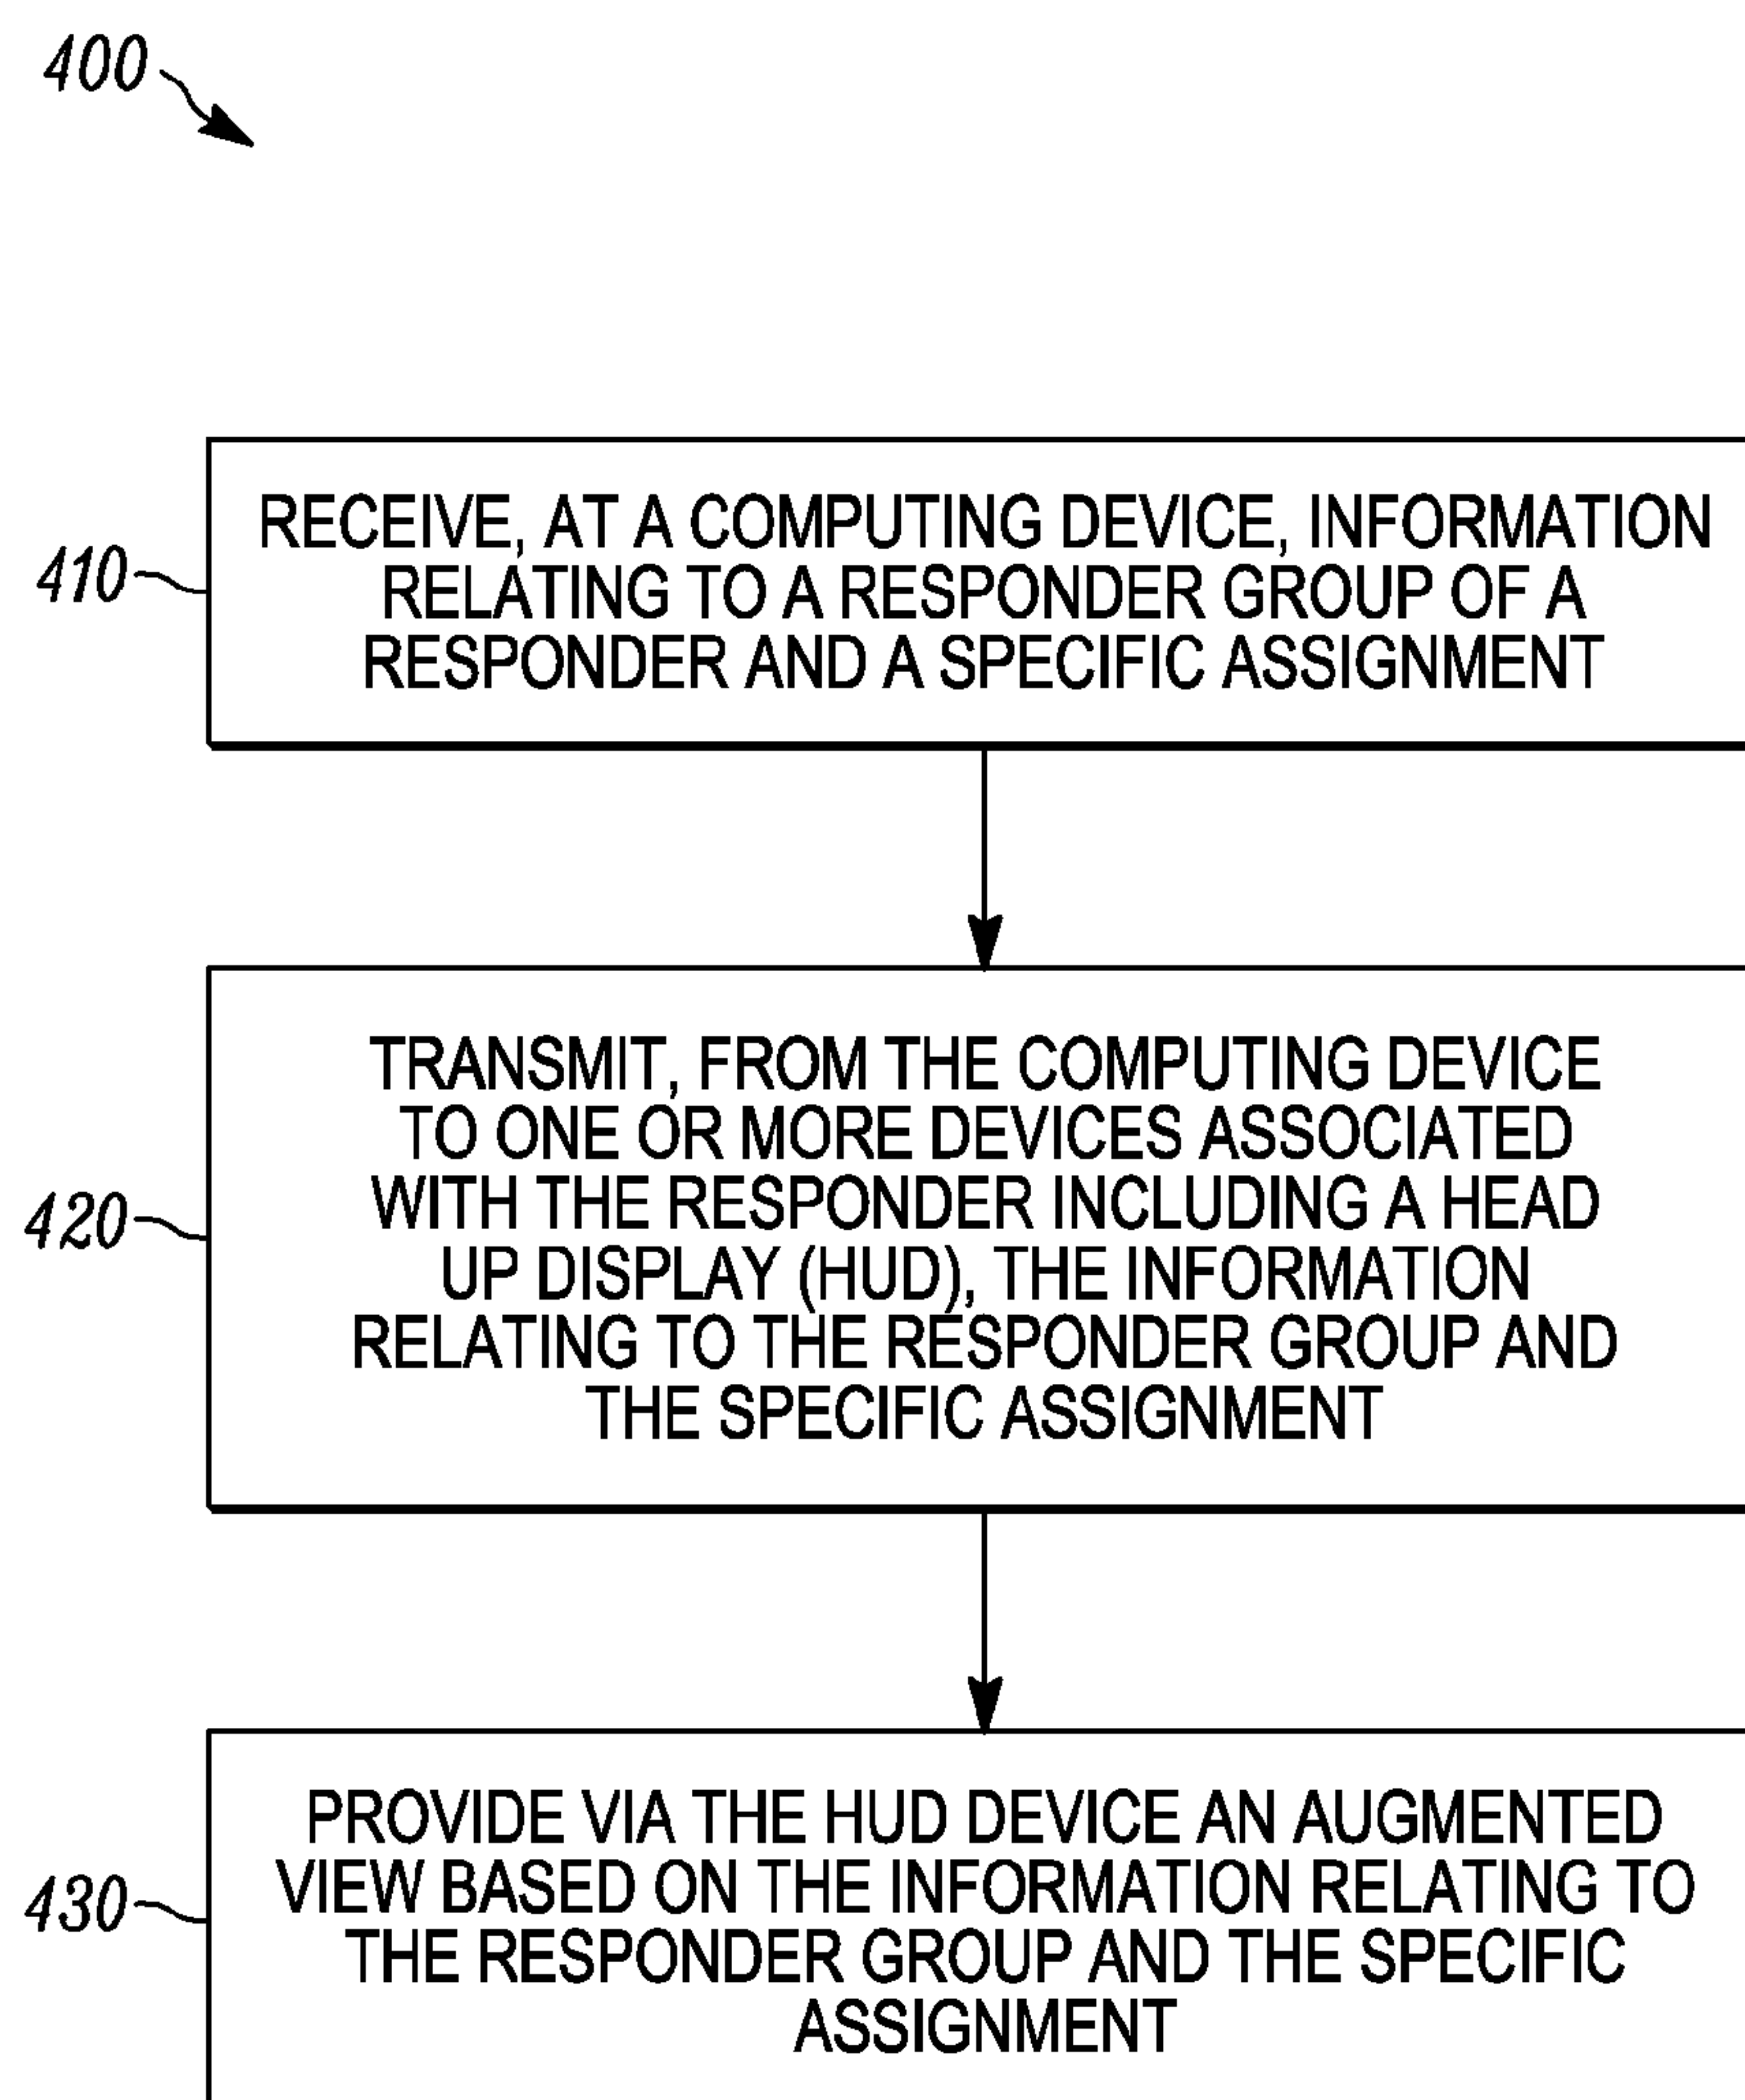 400
410
RECEIVE, AT A COMPUTING DEVICE, INFORMATION
RELATING TO A RESPONDER GROUP OF A
RESPONDER AND A SPECIFIC ASSIGNMENT
420
TRANSMIT, FROM THE COMPUTING DEVICE
TO ONE OR MORE DEVICES ASSOCIATED
WITH THE RESPONDER INCLUDING A HEAD
UP DISPLAY (HUD), THE INFORMATION
RELATING TO THE RESPONDER GROUP AND
THE SPECIFIC ASSIGNMENT
430
PROVIDE VIA THE HUD DEVICE AN AUGMENTED
VIEW BASED ON THE INFORMATION RELATING TO
THE RESPONDER GROUP AND THE SPECIFIC
ASSIGNMENT